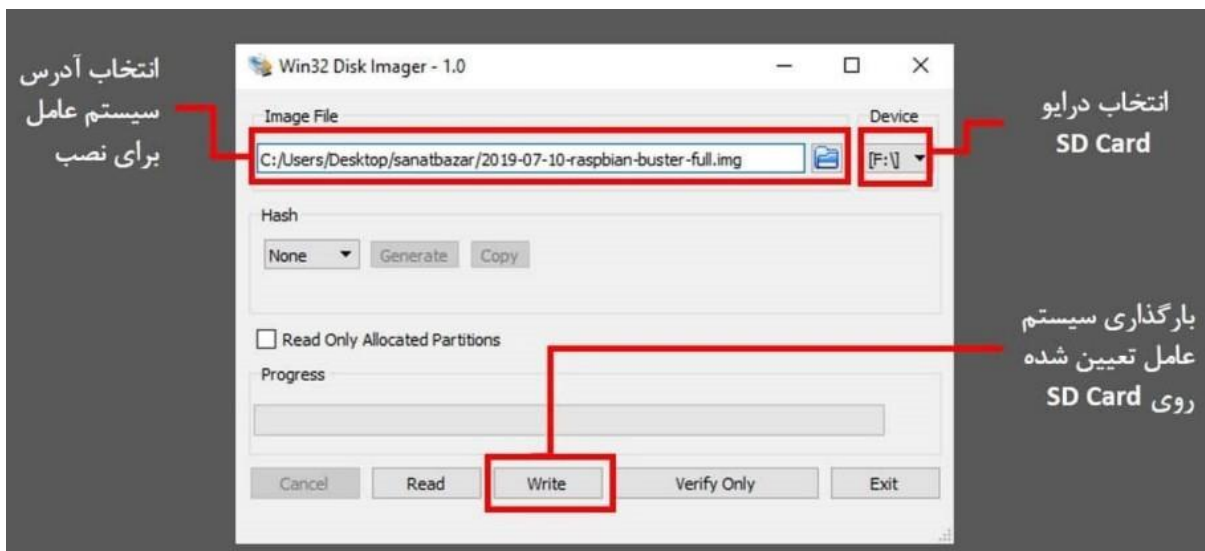 انتخاب آدرس
سیستم عامل
برای نصب
Win32 Disk Imager - 1.0
Image File
Device
C:/Users/Desktop/sanatbazar/2019-07-10-raspbian-buster-full.img
[F:\]
انتخاب درایو
SD Card
Hash
None
Generate
Copy
Read Only Allocated Partitions
Progress
بارگذاری سیستم
عامل تعیین شده
روی SD Card
Cancel
Read
Write
Verify Only
Exit